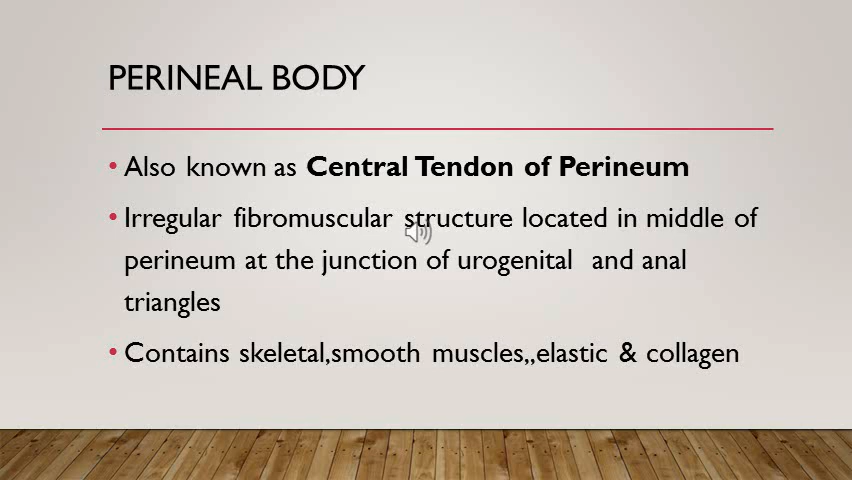 PERINEAL BODY
• Also known as Central Tendon of Perineum
• Irregular fibromuscular structure located in middle of
perineum at the junction of urogenital and anal
triangles
• Contains skeletal,smooth muscles,,elastic & collagen